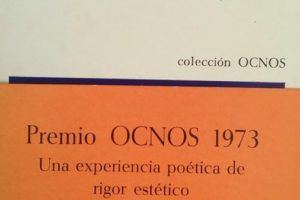 colección OCNOS
Premio OCNOS 1973
Una experiencia poética de
rigor estético